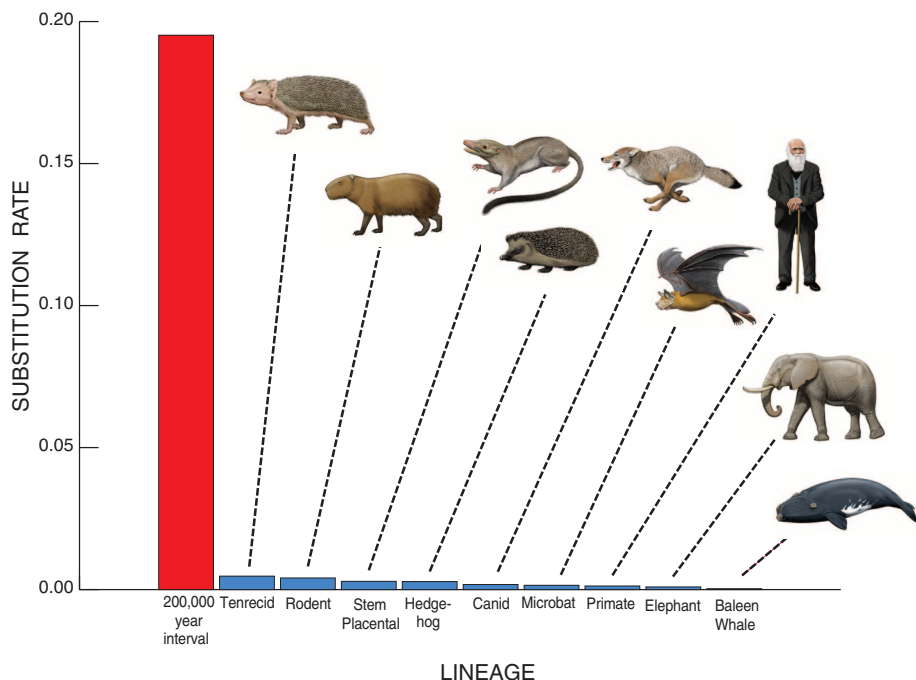 0.20
0.15
0.10
0.05
0.00
SUBSTITUTION RATE
200,000
year
interval
Tenrecid
Rodent
Stem
Placental
Hedge-
hog
Canid
Microbat
Primate
Elephant
Baleen
Whale
LINEAGE